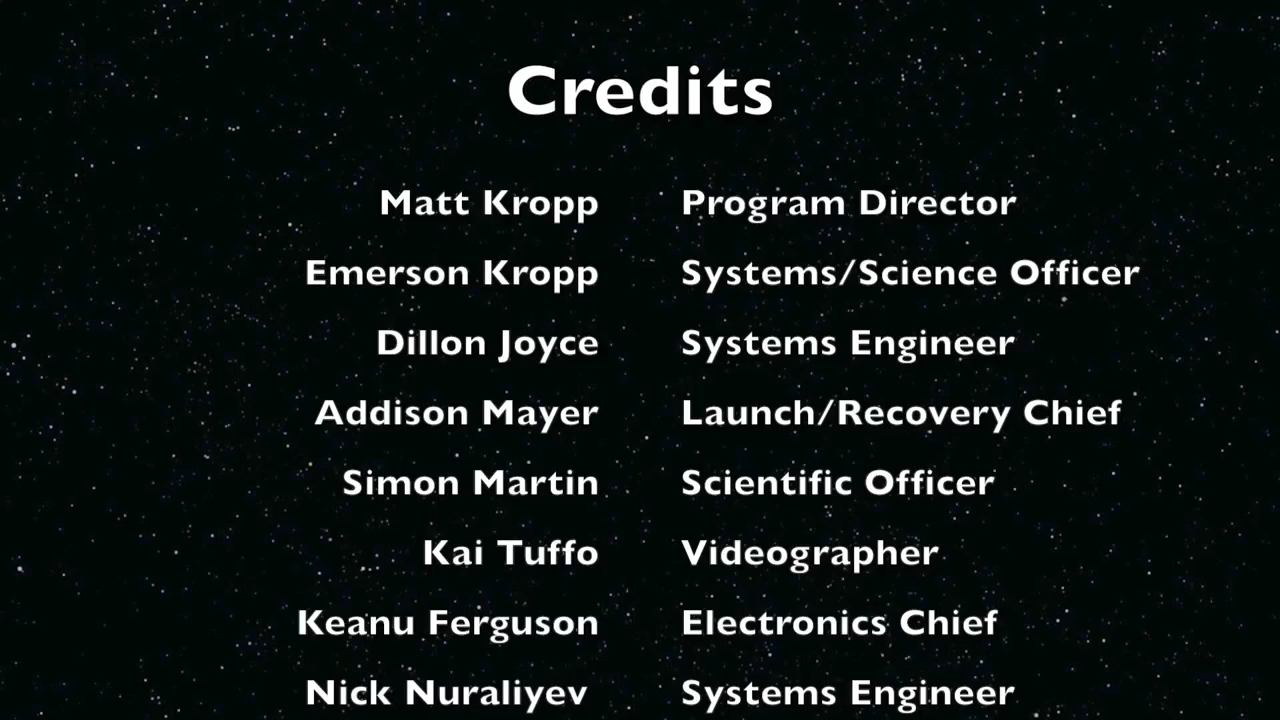 Credits
Matt Kropp Program Director
Emerson Kropp Systems/Science Officer
Dillon Joyce Systems Engineer
Addison Mayer Launch/Recovery Chief
Simon Martin Scientific Officer
Kai Tuffo Videographer
Keanu Ferguson Electronics Chief
Nick Nuraliyev Systems Engineer